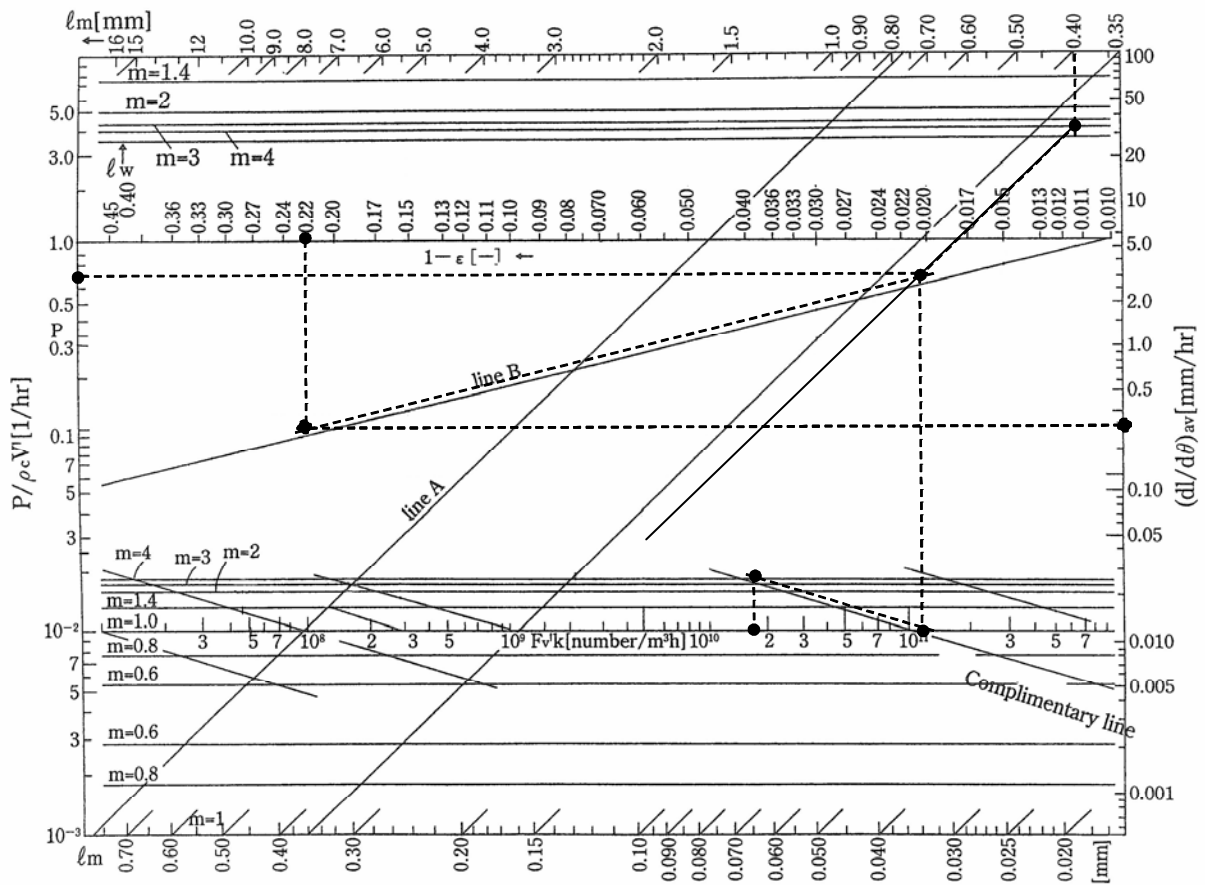 ℓm[mm]
← 16 15 12 10.0 9.0 8.0 7.0 6.0 5.0 4.0 3.0 2.0 1.5 1.0 0.90 0.80 0.70 0.60 0.50 0.40 0.35
100
m=1.4
50
m=2
5.0
m=3 m=4
3.0
20
ℓw
10
0.45 0.40 0.36 0.33 0.30 0.27 0.24 0.22 0.20 0.17 0.15 0.13 0.12 0.11 0.10 0.09 0.08 0.070 0.060 0.050 0.040 0.036 0.033 0.030 0.027 0.024 0.022 0.020 0.017 0.015 0.013 0.012 0.011 0.010
1.0
5.0
1-ε [-] ←
0.5
2.0
P
0.3
1.0
line B
0.5
0.1
7
5
line A
0.10
3
0.05
P/ρcV'[1/hr]
(dl/dθ)av[mm/hr]
m=4 m=3 m=2
m=1.4
m=1.0
10⁻²
3 5 7 10⁸ 2 3 5 10⁹ Fv'k[number/m³h] 10¹⁰ 2 3 5 7 10¹¹ 3 5 7
0.010
m=0.8
m=0.6
5
0.005
Complimentary line
m=0.6
3
m=0.8
0.001
m=1
10⁻³
ℓm 0.70 0.60 0.50 0.40 0.30 0.20 0.15 0.10 0.090 0.080 0.070 0.060 0.050 0.040 0.030 0.025 0.020 [mm]